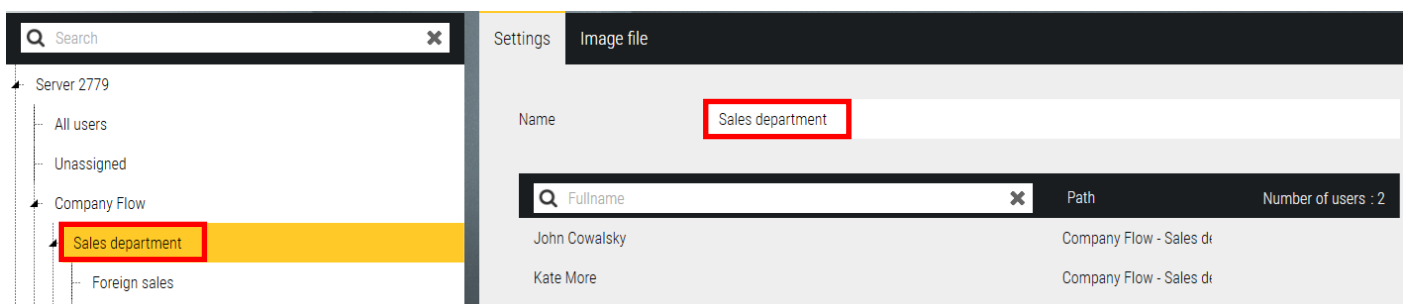 Search
Server 2779
All users
Unassigned
Company Flow
Sales department
Foreign sales
Settings Image file
Name Sales department
Fullname Path Number of users : 2
John Cowalsky Company Flow - Sales de
Kate More Company Flow - Sales de